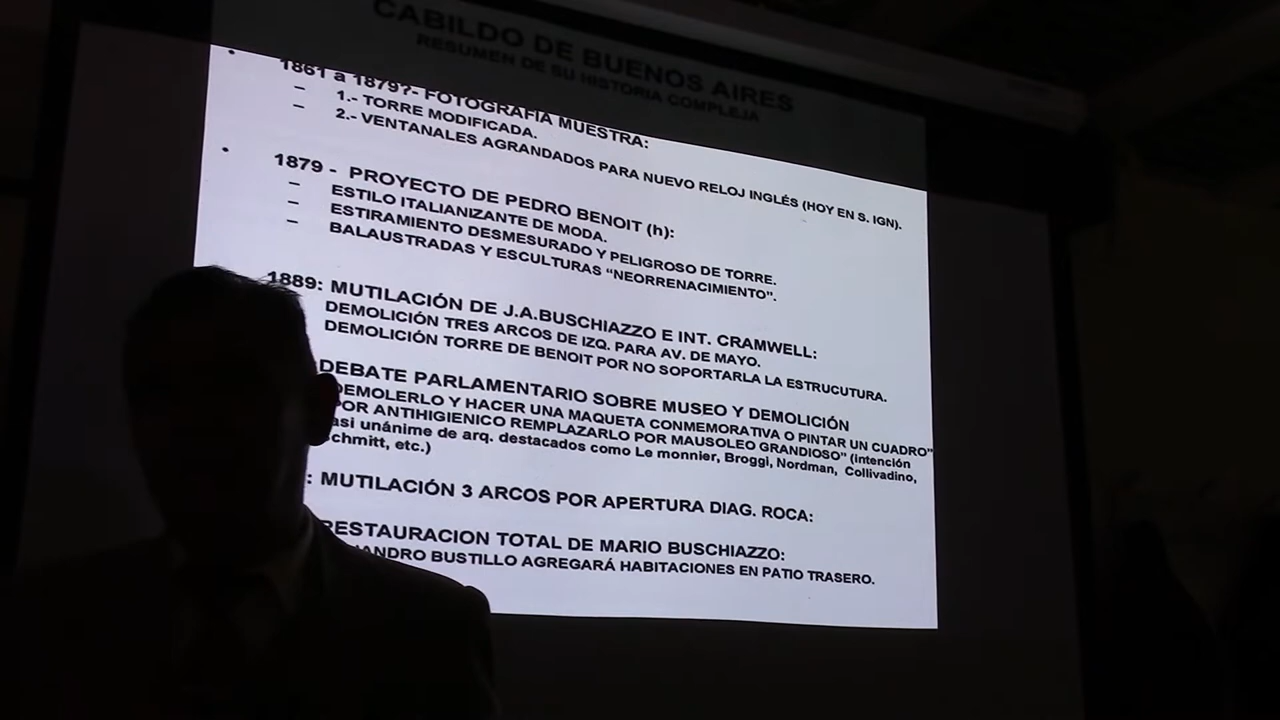 CABILDO DE BUENOS AIRES
RESUMEN DE SU HISTORIA COMPLEJA
• 1861 a 1879?- FOTOGRAFIA MUESTRA:
– 1.- TORRE MODIFICADA.
– 2.- VENTANALES AGRANDADOS PARA NUEVO RELOJ INGLÉS (HOY EN S. IGN).
• 1879 - PROYECTO DE PEDRO BENOIT (h):
– ESTILO ITALIANIZANTE DE MODA.
– ESTIRAMIENTO DESMESURADO Y PELIGROSO DE TORRE.
– BALAUSTRADAS Y ESCULTURAS “NEORRENACIMIENTO”.
1889: MUTILACIÓN DE J.A.BUSCHIAZZO E INT. CRAMWELL:
DEMOLICIÓN TRES ARCOS DE IZQ. PARA AV. DE MAYO.
DEMOLICIÓN TORRE DE BENOIT POR NO SOPORTARLA LA ESTRUCUTURA.
DEBATE PARLAMENTARIO SOBRE MUSEO Y DEMOLICIÓN
DEMOLERLO Y HACER UNA MAQUETA CONMEMORATIVA O PINTAR UN CUADRO”
POR ANTIHIGIENICO REMPLAZARLO POR MAUSOLEO GRANDIOSO” (intención
asi unánime de arq. destacados como Le monnier, Broggi, Nordman, Collivadino,
chmitt, etc.)
: MUTILACIÓN 3 ARCOS POR APERTURA DIAG. ROCA:
RESTAURACION TOTAL DE MARIO BUSCHIAZZO:
JANDRO BUSTILLO AGREGARÁ HABITACIONES EN PATIO TRASERO.